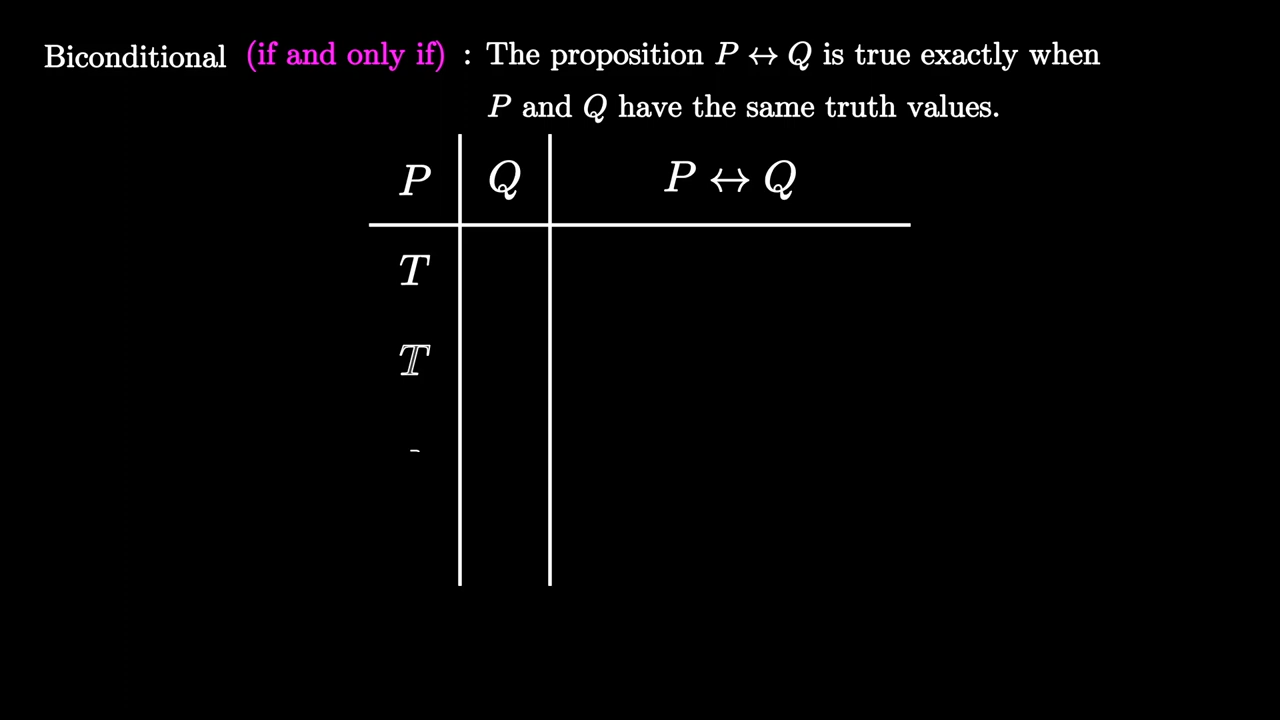 Biconditional (if and only if) : The proposition P ↔ Q is true exactly when
P and Q have the same truth values.
P Q P ↔ Q
T
T